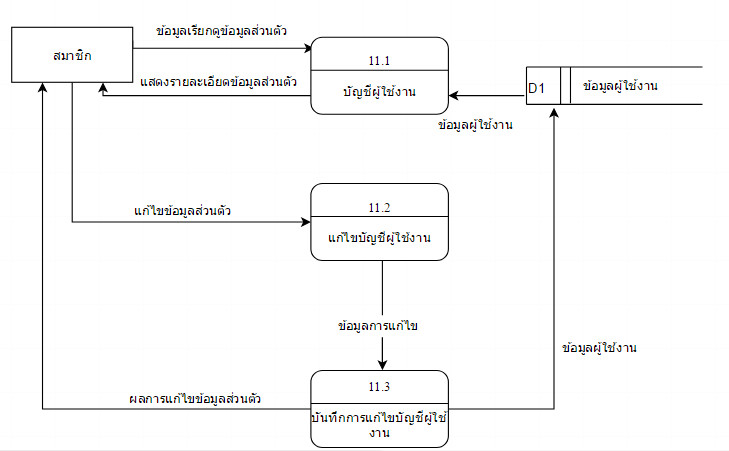 ข้อมูลเรียกดูข้อมูลส่วนตัว
สมาชิก
11.1
แสดงรายละเอียดข้อมูลส่วนตัว
บัญชีผู้ใช้งาน
D1
ข้อมูลผู้ใช้งาน
ข้อมูลผู้ใช้งาน
11.2
แก้ไขข้อมูลส่วนตัว
แก้ไขบัญชีผู้ใช้งาน
ข้อมูลการแก้ไข
ข้อมูลผู้ใช้งาน
11.3
ผลการแก้ไขข้อมูลส่วนตัว
บันทึกการแก้ไขบัญชีผู้ใช้
งาน